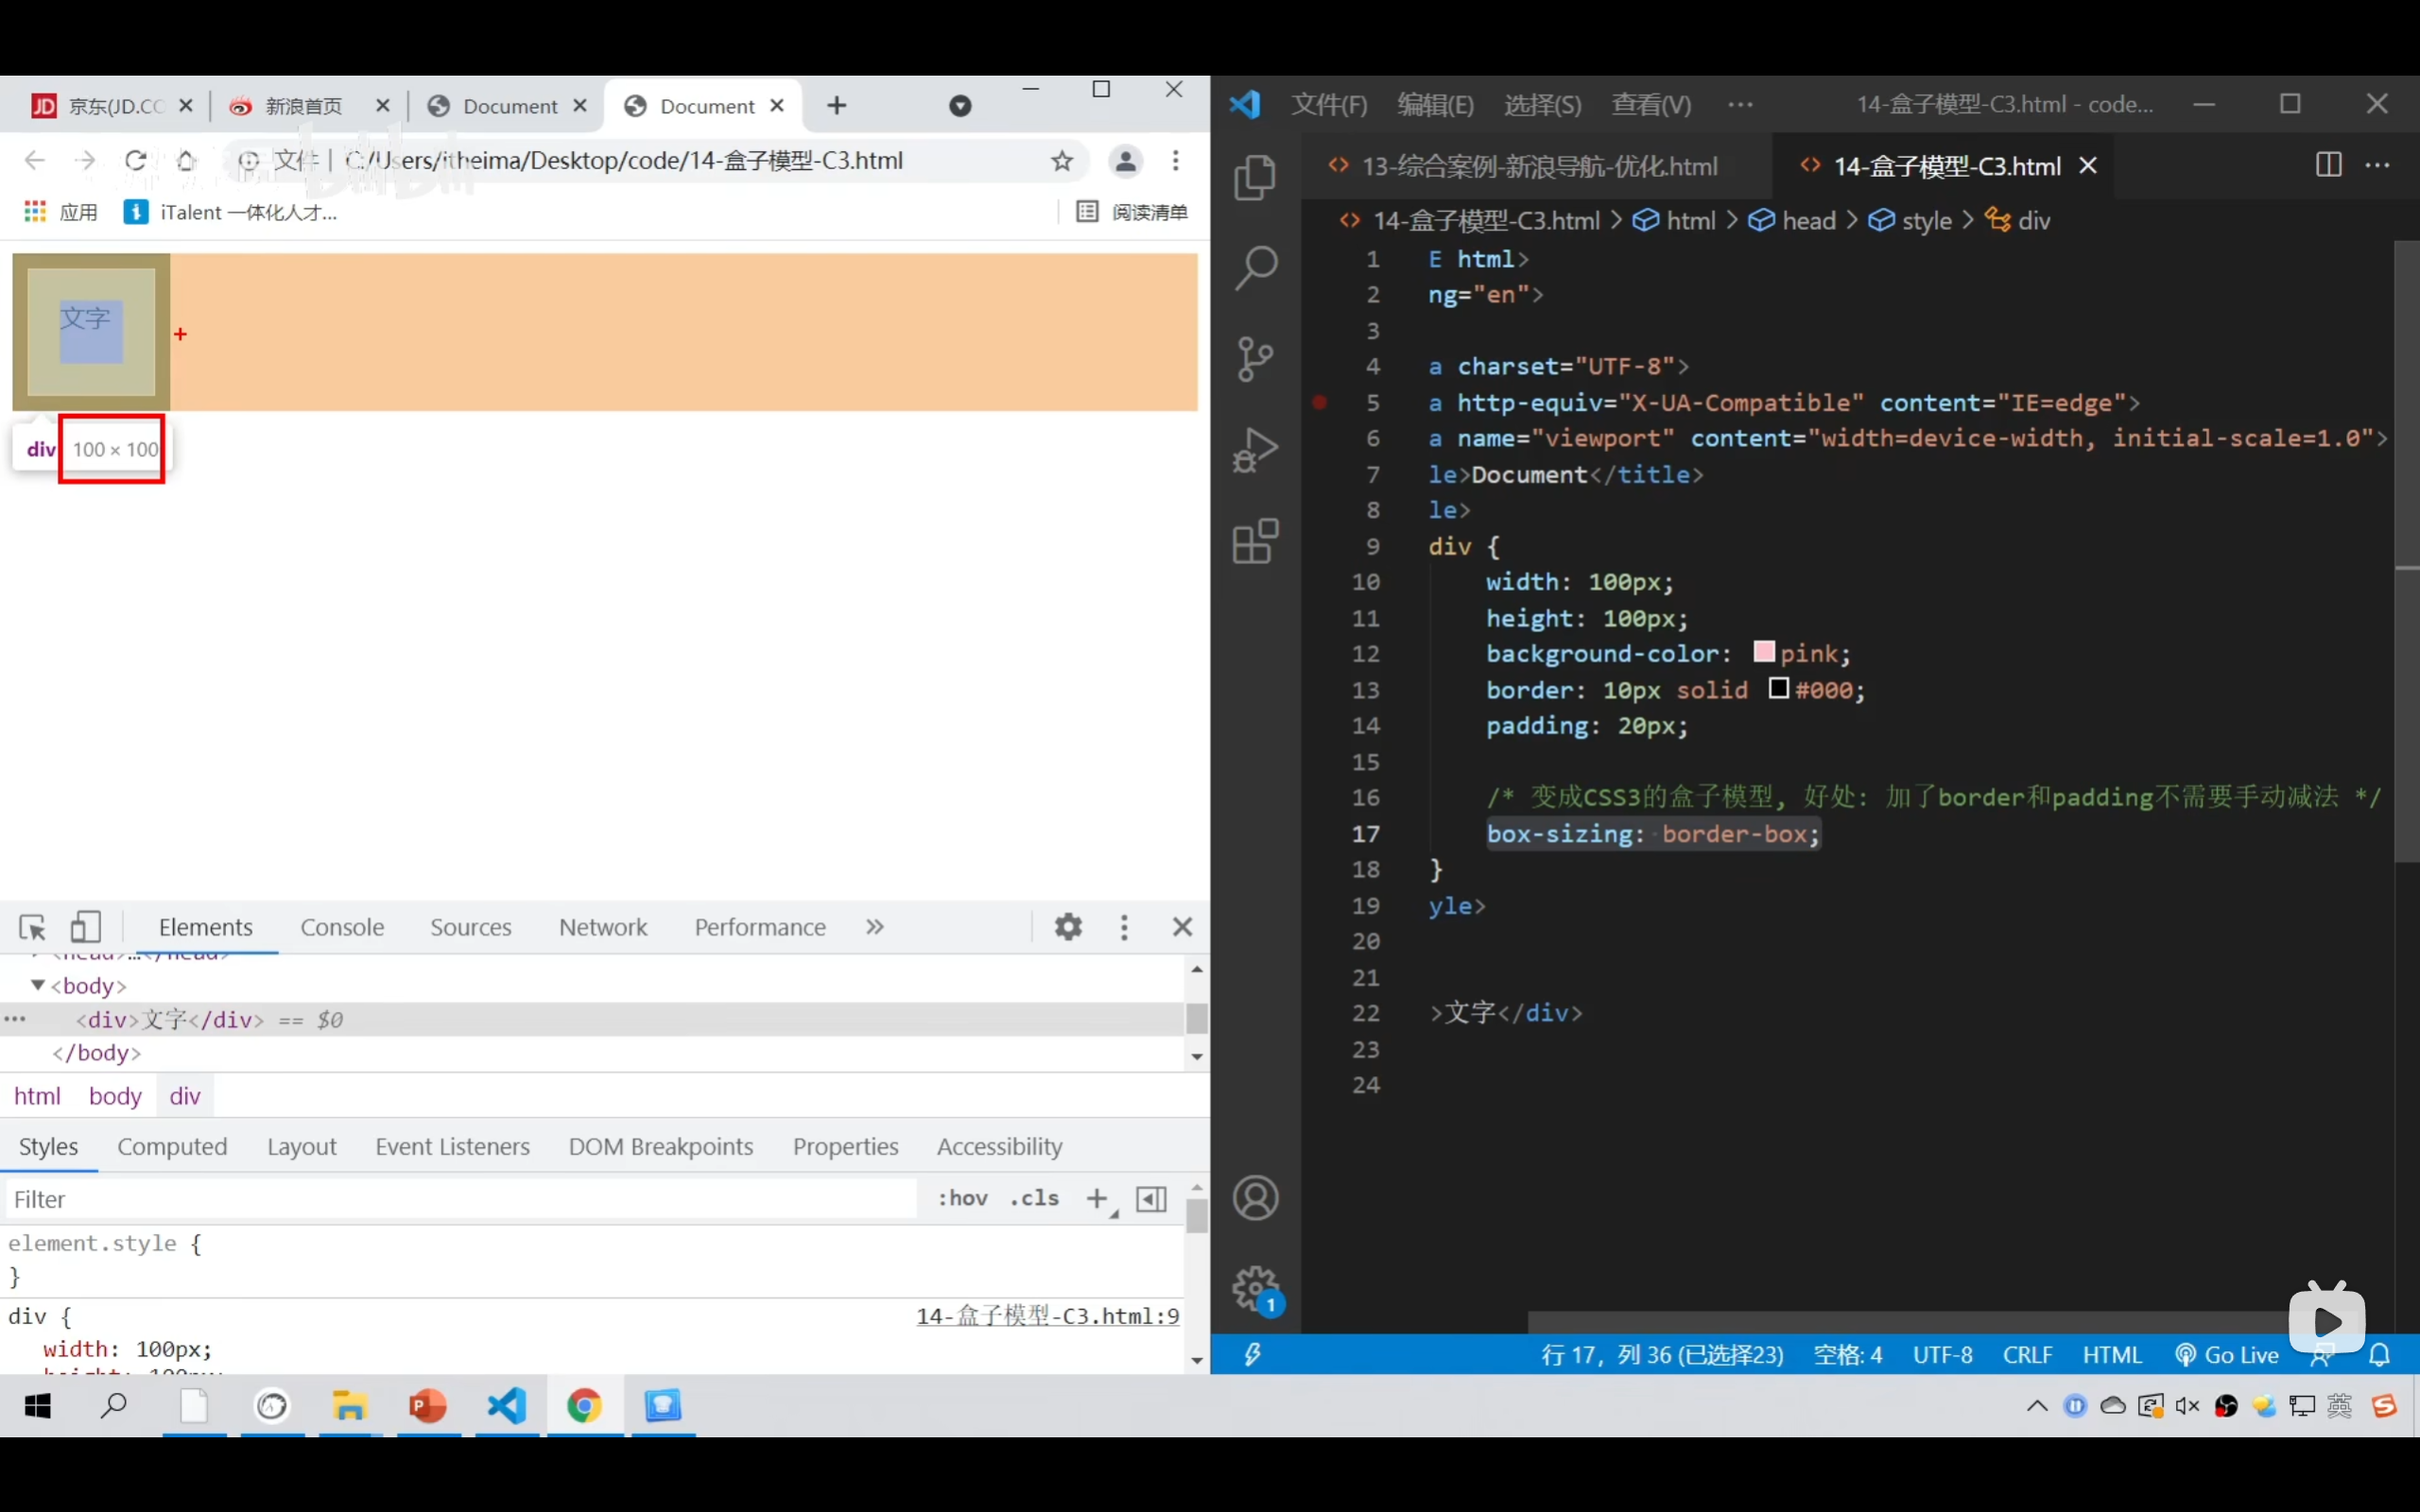 京东(JD.CO
新浪首页
Document
Document
文件 | C:/Users/itheima/Desktop/code/14-盒子模型-C3.html
应用
iTalent 一体化人才...
阅读清单
文字
div 100 × 100
Elements
Console
Sources
Network
Performance
<head>…</head>
<body>
<div>文字</div> == $0
</body>
html
body
div
Styles
Computed
Layout
Event Listeners
DOM Breakpoints
Properties
Accessibility
Filter
:hov
.cls
element.style {
}
div {
14-盒子模型-C3.html:9
width: 100px;
height: 100px;
文件(F)
编辑(E)
选择(S)
查看(V)
14-盒子模型-C3.html - code...
13-综合案例-新浪导航-优化.html
14-盒子模型-C3.html
14-盒子模型-C3.html > html > head > style > div
1 E html>
2 ng="en">
3
4 a charset="UTF-8">
5 a http-equiv="X-UA-Compatible" content="IE=edge">
6 a name="viewport" content="width=device-width, initial-scale=1.0">
7 le>Document</title>
8 le>
9 div {
10 width: 100px;
11 height: 100px;
12 background-color: pink;
13 border: 10px solid #000;
14 padding: 20px;
15
16 /* 变成CSS3的盒子模型, 好处: 加了border和padding不需要手动减法 */
17 box-sizing: border-box;
18 }
19 yle>
20
21
22 >文字</div>
23
24
1
行 17，列 36 (已选择23)
空格: 4
UTF-8
CRLF
HTML
Go Live
英